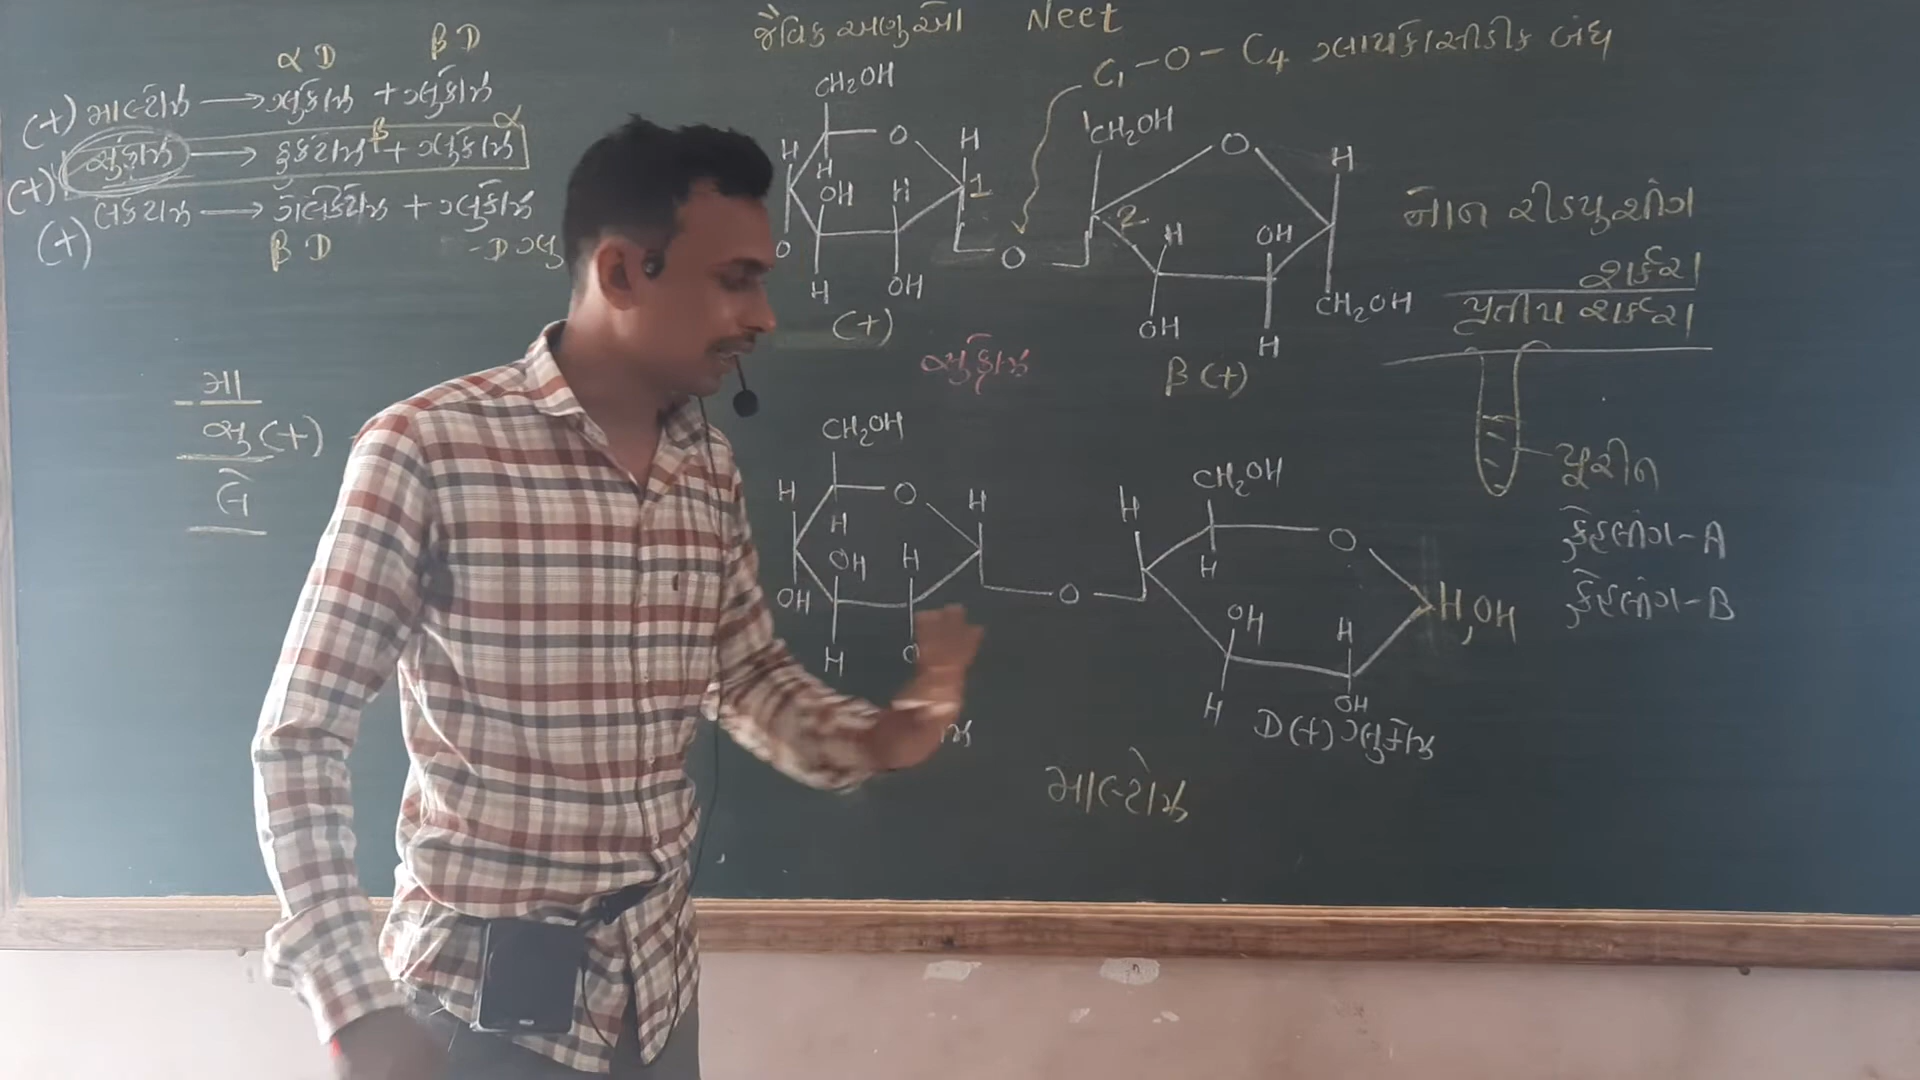 જૈવિક અણુઓ Neet
α D β D
(+) માલ્ટોઝ → ગ્લુકોઝ + ગ્લુકોઝ
β α
(+) સુક્રોઝ → ફ્રુક્ટોઝ + ગ્લુકોઝ
(+) લેક્ટોઝ → ગેલેક્ટોઝ + ગ્લુકોઝ
β D - D ગ્લુ
મા
સુ (+)
લે
C₁-O-C₄ ગ્લાયકોસીડીક બંધ
CH₂OH
O H
H H 1
OH H
O O
H OH
(+)
1CH₂OH
O H
2
H OH
OH H CH₂OH
β (+)
સુક્રોઝ
નોન રીડ્યુશીંગ
શર્કરા
પ્રતીપ શર્કરા
યૂરીન
ફેહલીંગ-A
ફેહલીંગ-B
CH₂OH
H O H
H
OH H
OH O
H
CH₂OH
H O
H
OH H H,OH
H OH
D(+) ગ્લુકોઝ
માલ્ટોઝ